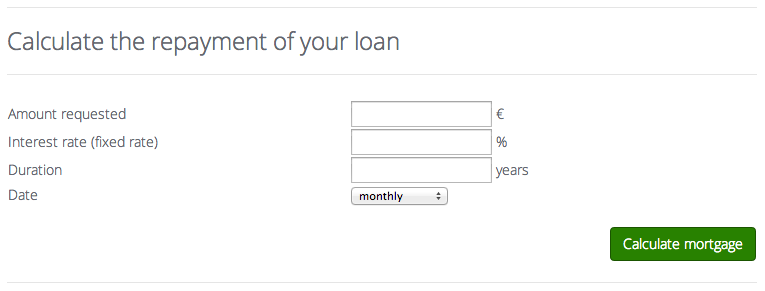 Calculate the repayment of your loan
Amount requested €
Interest rate (fixed rate) %
Duration years
Date monthly
Calculate mortgage